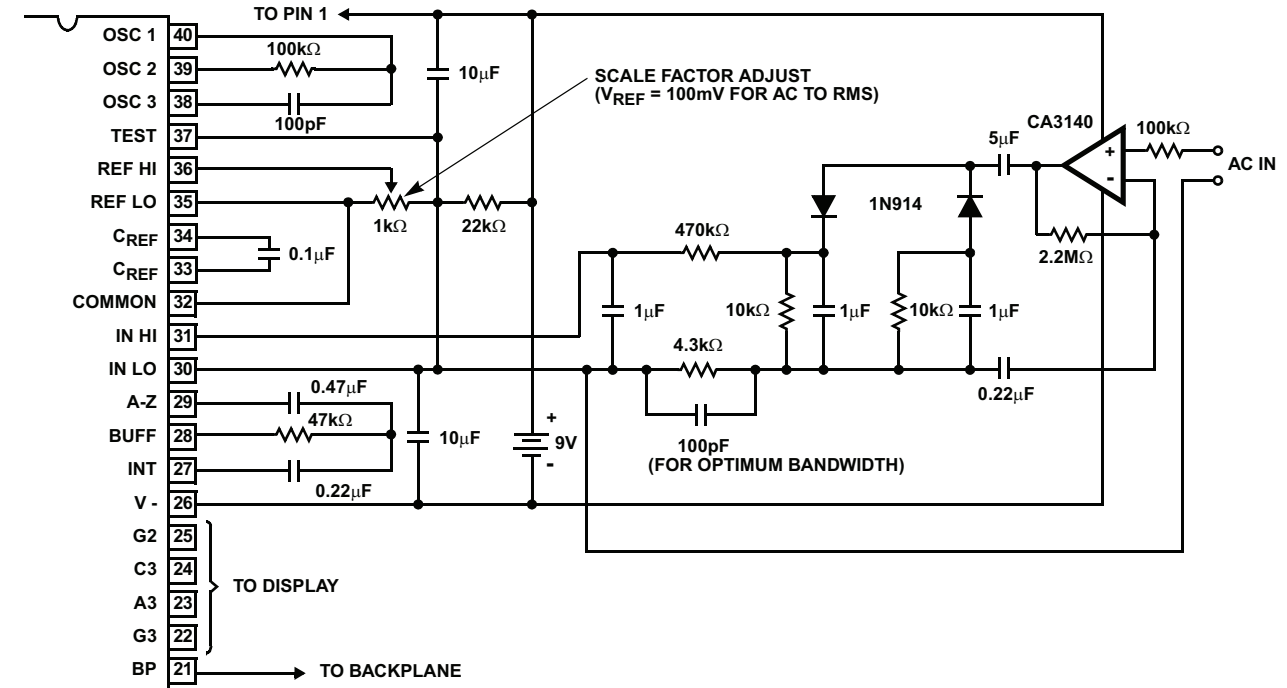 TO PIN 1
OSC 1 40
100kΩ
OSC 2 39
10μF
SCALE FACTOR ADJUST
(VREF = 100mV FOR AC TO RMS)
OSC 3 38
100pF
TEST 37
CA3140
5μF
100kΩ
+
-
AC IN
REF HI 36
REF LO 35
1kΩ
22kΩ
1N914
CREF 34
0.1μF
470kΩ
2.2MΩ
CREF 33
COMMON 32
1μF
10kΩ
1μF
10kΩ
1μF
IN HI 31
4.3kΩ
IN LO 30
0.47μF
0.22μF
A-Z 29
47kΩ
BUFF 28
10μF
+
9V
-
100pF
(FOR OPTIMUM BANDWIDTH)
INT 27
0.22μF
V - 26
G2 25
C3 24
TO DISPLAY
A3 23
G3 22
BP 21
TO BACKPLANE